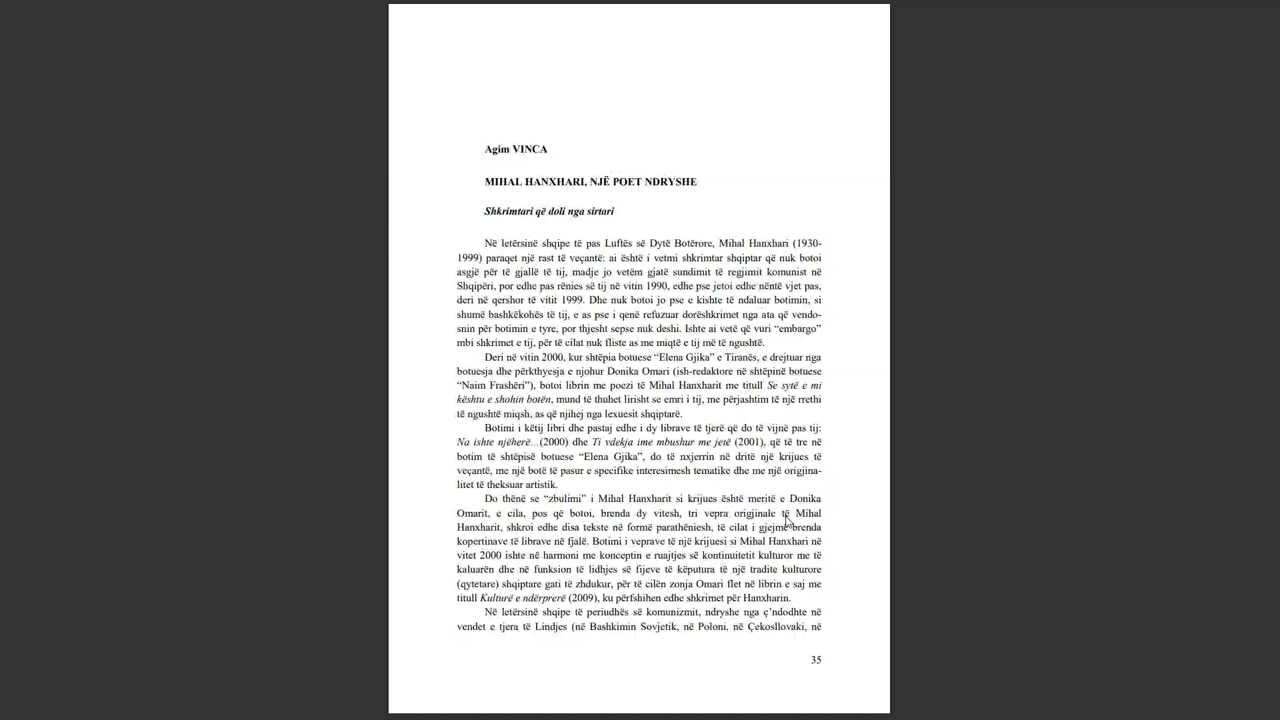 Agim VINCA
MIHAL HANXHARI, NJË POET NDRYSHE
Shkrimtari që doli nga sirtari
Në letërsinë shqipe të pas Luftës së Dytë Botërore, Mihal Hanxhari (1930-
1999) paraqet një rast të veçantë: ai është i vetmi shkrimtar shqiptar që nuk botoi
asgjë për të gjallë të tij, madje jo vetëm gjatë sundimit të regjimit komunist në
Shqipëri, por edhe pas rënies së tij në vitin 1990, edhe pse jetoi edhe nëntë vjet pas,
deri në qershor të vitit 1999. Dhe nuk botoi jo pse e kishte të ndaluar botimin, si
shumë bashkëkohës të tij, e as pse i qenë refuzuar dorëshkrimet nga ata që vendo-
snin për botimin e tyre, por thjesht sepse nuk deshi. Ishte ai vetë që vuri “embargo”
mbi shkrimet e tij, për të cilat nuk fliste as me miqtë e tij më të ngushtë.
Deri në vitin 2000, kur shtëpia botuese “Elena Gjika” e Tiranës, e drejtuar nga
botuesja dhe përkthyesja e njohur Donika Omari (ish-redaktore në shtëpinë botuese
“Naim Frashëri”), botoi librin me poezi të Mihal Hanxharit me titull Se sytë e mi
kështu e shohin botën, mund të thuhet lirisht se emri i tij, me përjashtim të një rrethi
të ngushtë miqsh, as që njihej nga lexuesit shqiptarë.
Botimi i këtij libri dhe pastaj edhe i dy librave të tjerë që do të vijnë pas tij:
Na ishte njëherë...(2000) dhe Ti vdekja ime mbushur me jetë (2001), që të tre në
botim të shtëpisë botuese “Elena Gjika”, do të nxjerrin në dritë një krijues të
veçantë, me një botë të pasur e specifike interesimesh tematike dhe me një origjina-
litet të theksuar artistik.
Do thënë se “zbulimi” i Mihal Hanxharit si krijues është meritë e Donika
Omarit, e cila, pos që botoi, brenda dy vitesh, tri vepra origjinale të Mihal
Hanxharit, shkroi edhe disa tekste në formë parathëniesh, të cilat i gjejmë brenda
kopertinave të librave në fjalë. Botimi i veprave të një krijuesi si Mihal Hanxhari në
vitet 2000 ishte në harmoni me konceptin e ruajtjes së kontinuitetit kulturor me të
kaluarën dhe në funksion të lidhjes së fijeve të këputura të një tradite kulturore
(qytetare) shqiptare gati të zhdukur, për të cilën zonja Omari flet në librin e saj me
titull Kulturë e ndërprerë (2009), ku përfshihen edhe shkrimet për Hanxharin.
Në letërsinë shqipe të periudhës së komunizmit, ndryshe nga ç’ndodhte në
vendet e tjera të Lindjes (në Bashkimin Sovjetik, në Poloni, në Çekosllovaki, në
35